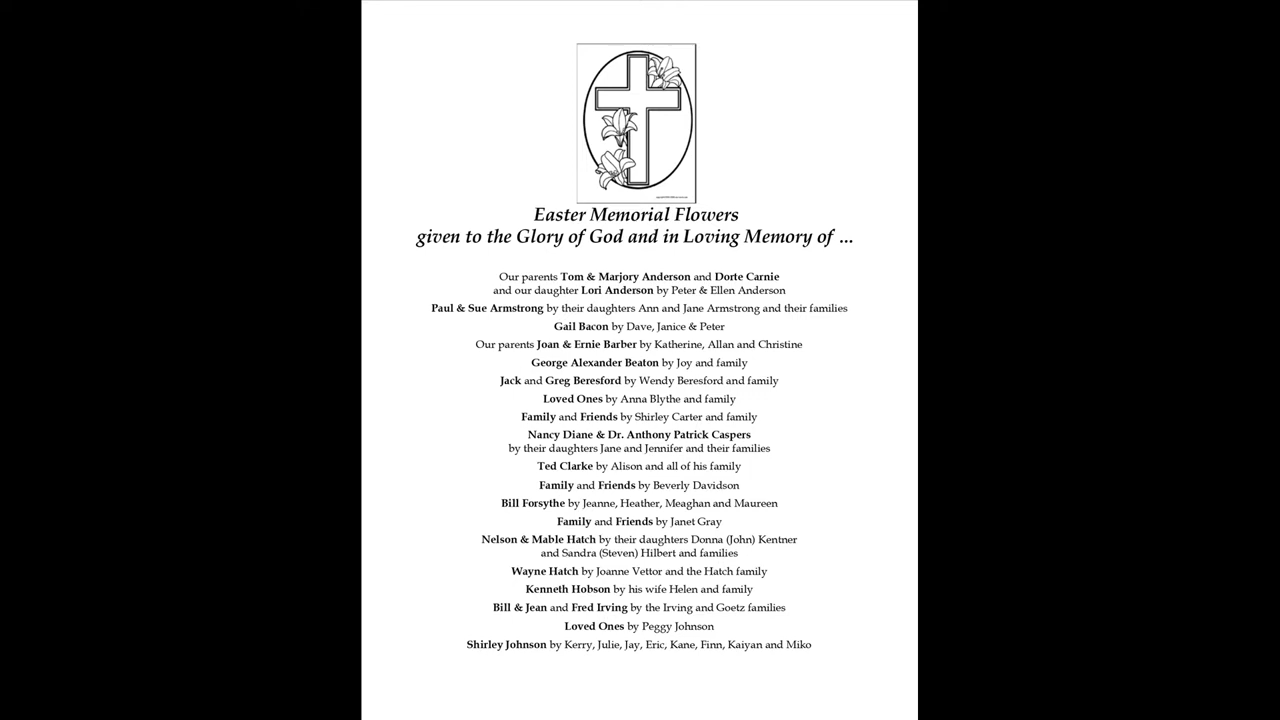 Easter Memorial Flowers
given to the Glory of God and in Loving Memory of ...
Our parents Tom & Marjory Anderson and Dorte Carnie
and our daughter Lori Anderson by Peter & Ellen Anderson
Paul & Sue Armstrong by their daughters Ann and Jane Armstrong and their families
Gail Bacon by Dave, Janice & Peter
Our parents Joan & Ernie Barber by Katherine, Allan and Christine
George Alexander Beaton by Joy and family
Jack and Greg Beresford by Wendy Beresford and family
Loved Ones by Anna Blythe and family
Family and Friends by Shirley Carter and family
Nancy Diane & Dr. Anthony Patrick Caspers
by their daughters Jane and Jennifer and their families
Ted Clarke by Alison and all of his family
Family and Friends by Beverly Davidson
Bill Forsythe by Jeanne, Heather, Meaghan and Maureen
Family and Friends by Janet Gray
Nelson & Mable Hatch by their daughters Donna (John) Kentner
and Sandra (Steven) Hilbert and families
Wayne Hatch by Joanne Vettor and the Hatch family
Kenneth Hobson by his wife Helen and family
Bill & Jean and Fred Irving by the Irving and Goetz families
Loved Ones by Peggy Johnson
Shirley Johnson by Kerry, Julie, Jay, Eric, Kane, Finn, Kaiyan and Miko